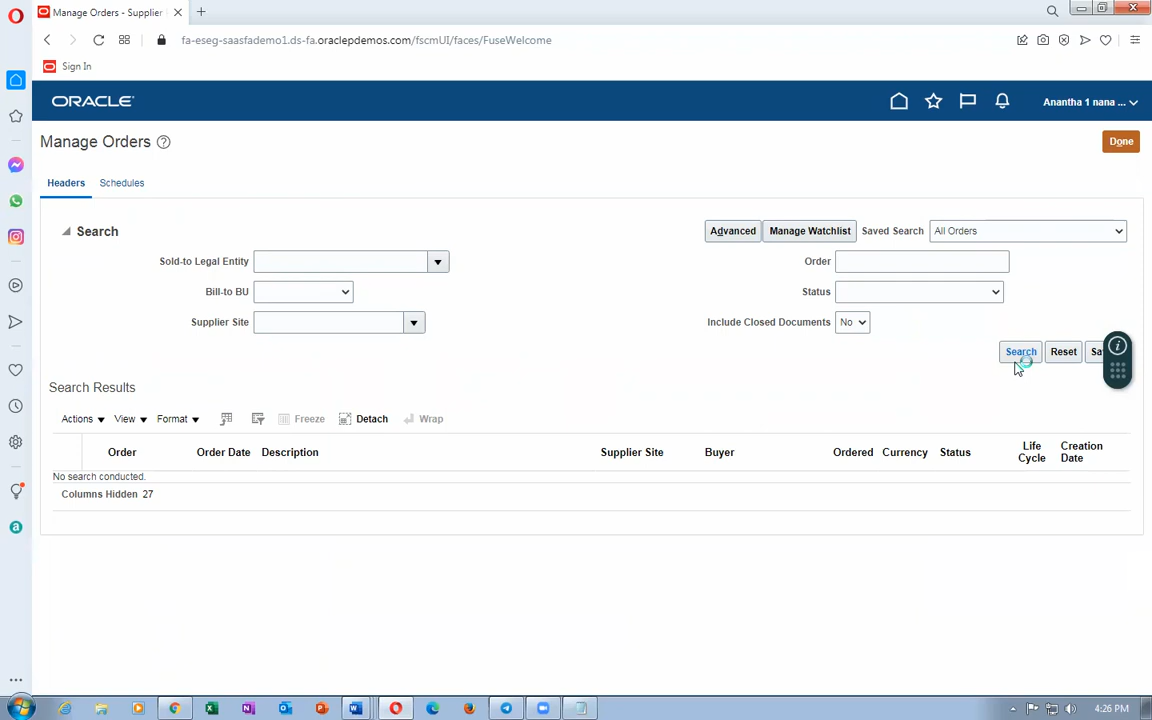 Manage Orders - Supplier
fa-eseg-saasfademo1.ds-fa.oraclepdemos.com/fscmUI/faces/FuseWelcome
Sign In
ORACLE
Anantha 1 nana ...
Manage Orders
Done
Headers
Schedules
Search
Advanced
Manage Watchlist
Saved Search
All Orders
Sold-to Legal Entity
Order
Bill-to BU
Status
Supplier Site
Include Closed Documents
No
Search
Reset
Sa
Search Results
Actions
View
Format
Freeze
Detach
Wrap
Order
Order Date
Description
Supplier Site
Buyer
Ordered
Currency
Status
Life
Cycle
Creation
Date
No search conducted.
Columns Hidden 27
4:26 PM